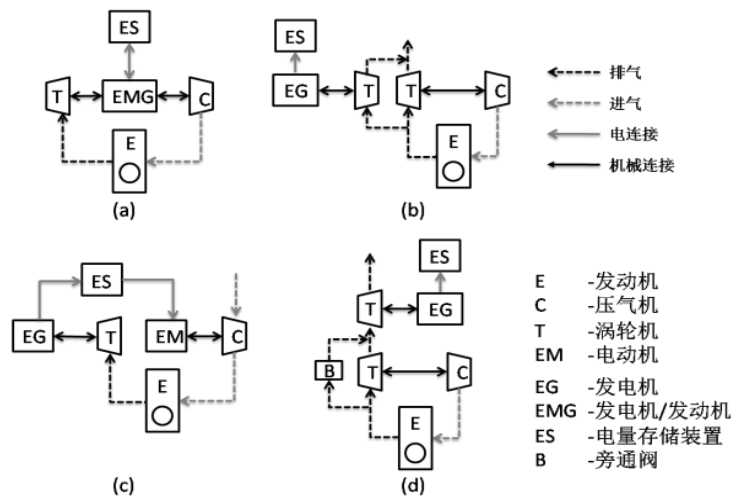 ES
T
EMG
C
E
(a)
ES
EG
T
T
C
E
(b)
排气
进气
电连接
机械连接
ES
EG
T
EM
C
E
(c)
ES
T
EG
B
T
C
E
(d)
E -发动机
C -压气机
T -涡轮机
EM -电动机
EG -发电机
EMG -发电机/发动机
ES -电量存储装置
B -旁通阀